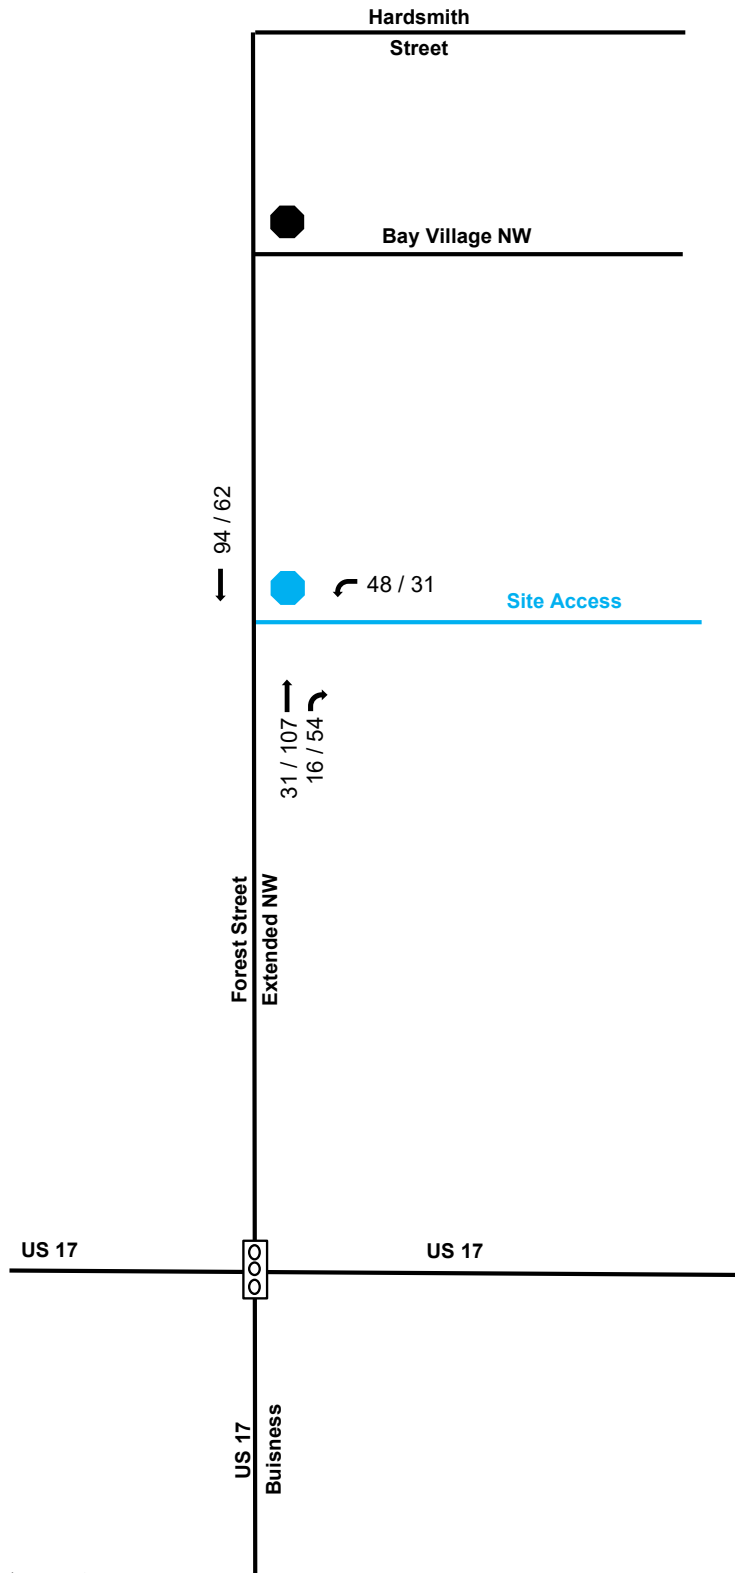 Hardsmith
Street
Bay Village NW
94 / 62
48 / 31
Site Access
31 / 107
16 / 54
Forest Street
Extended NW
US 17
US 17
US 17
Buisness